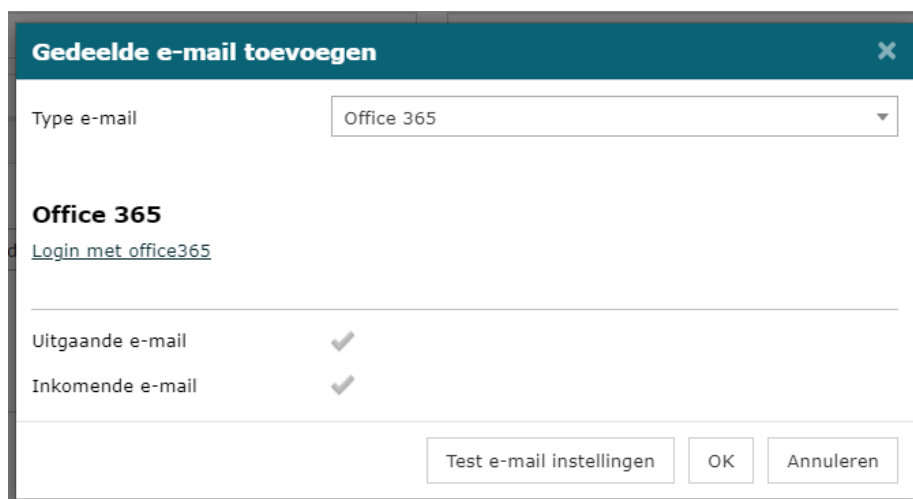 Gedeelde e-mail toevoegen
Type e-mail Office 365
Office 365
Login met office365
Uitgaande e-mail
Inkomende e-mail
Test e-mail instellingen OK Annuleren